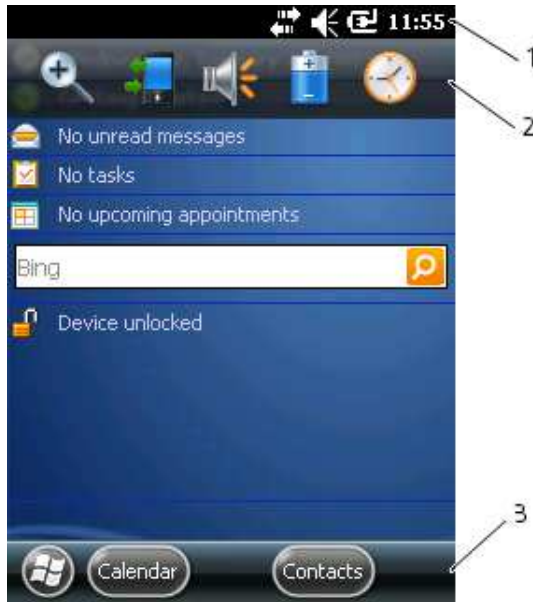 11:55
1
2
No unread messages
No tasks
No upcoming appointments
Bing
Device unlocked
3
Calendar Contacts